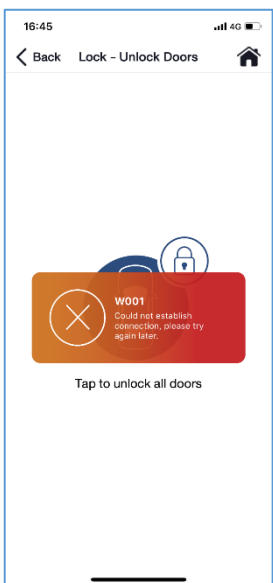 16:45 4G
Back Lock - Unlock Doors
W001
Could not establish
connection, please try
again later.
Tap to unlock all doors